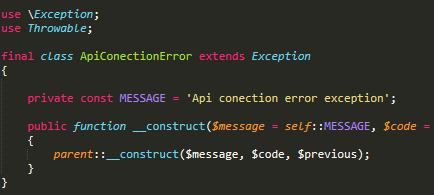 use \Exception;
use Throwable;
final class ApiConectionError extends Exception
{
private const MESSAGE = 'Api conection error exception';
public function __construct($message = self::MESSAGE, $code =
{
parent::__construct($message, $code, $previous);
}
}